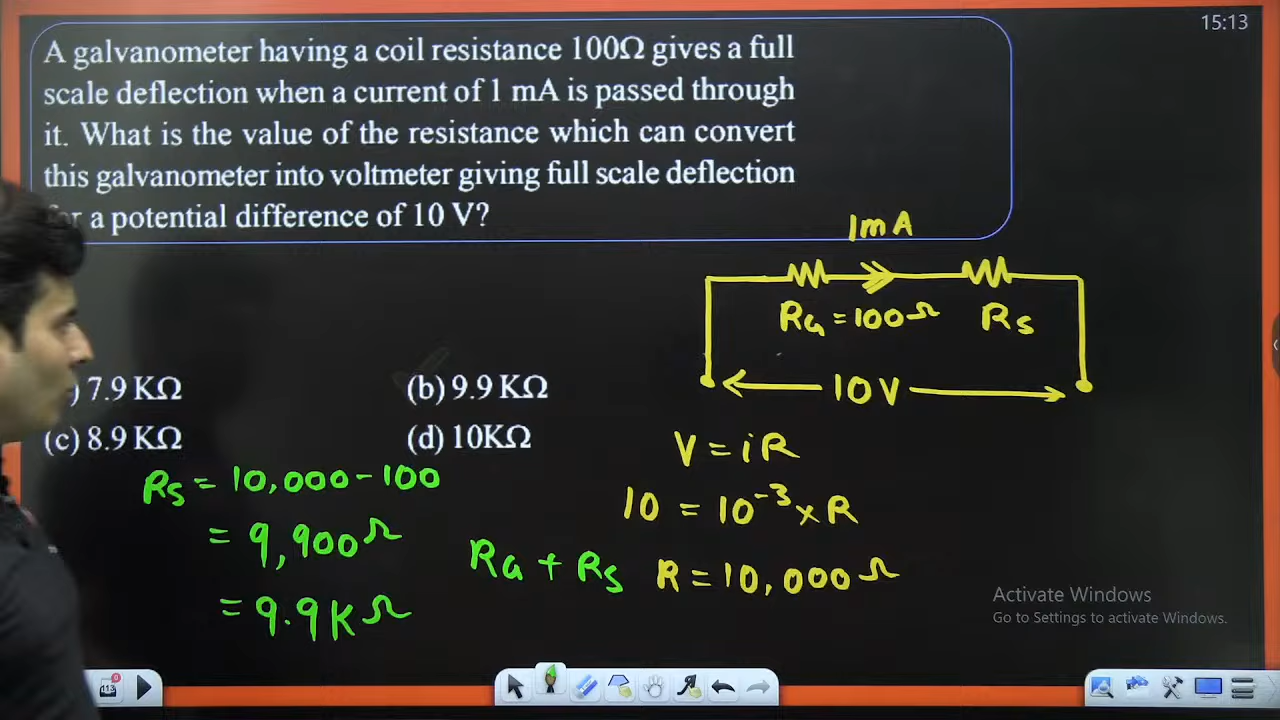 15:13
A galvanometer having a coil resistance 100Ω gives a full
scale deflection when a current of 1 mA is passed through
it. What is the value of the resistance which can convert
this galvanometer into voltmeter giving full scale deflection
a potential difference of 10 V?
1mA
RG = 100Ω RS
10V
) 7.9 KΩ (b) 9.9 KΩ
(c) 8.9 KΩ (d) 10KΩ
V = iR
RS = 10,000 - 100
10 = 10⁻³ × R
= 9,900Ω
RG + RS R = 10,000Ω
= 9.9KΩ
Activate Windows
Go to Settings to activate Windows.